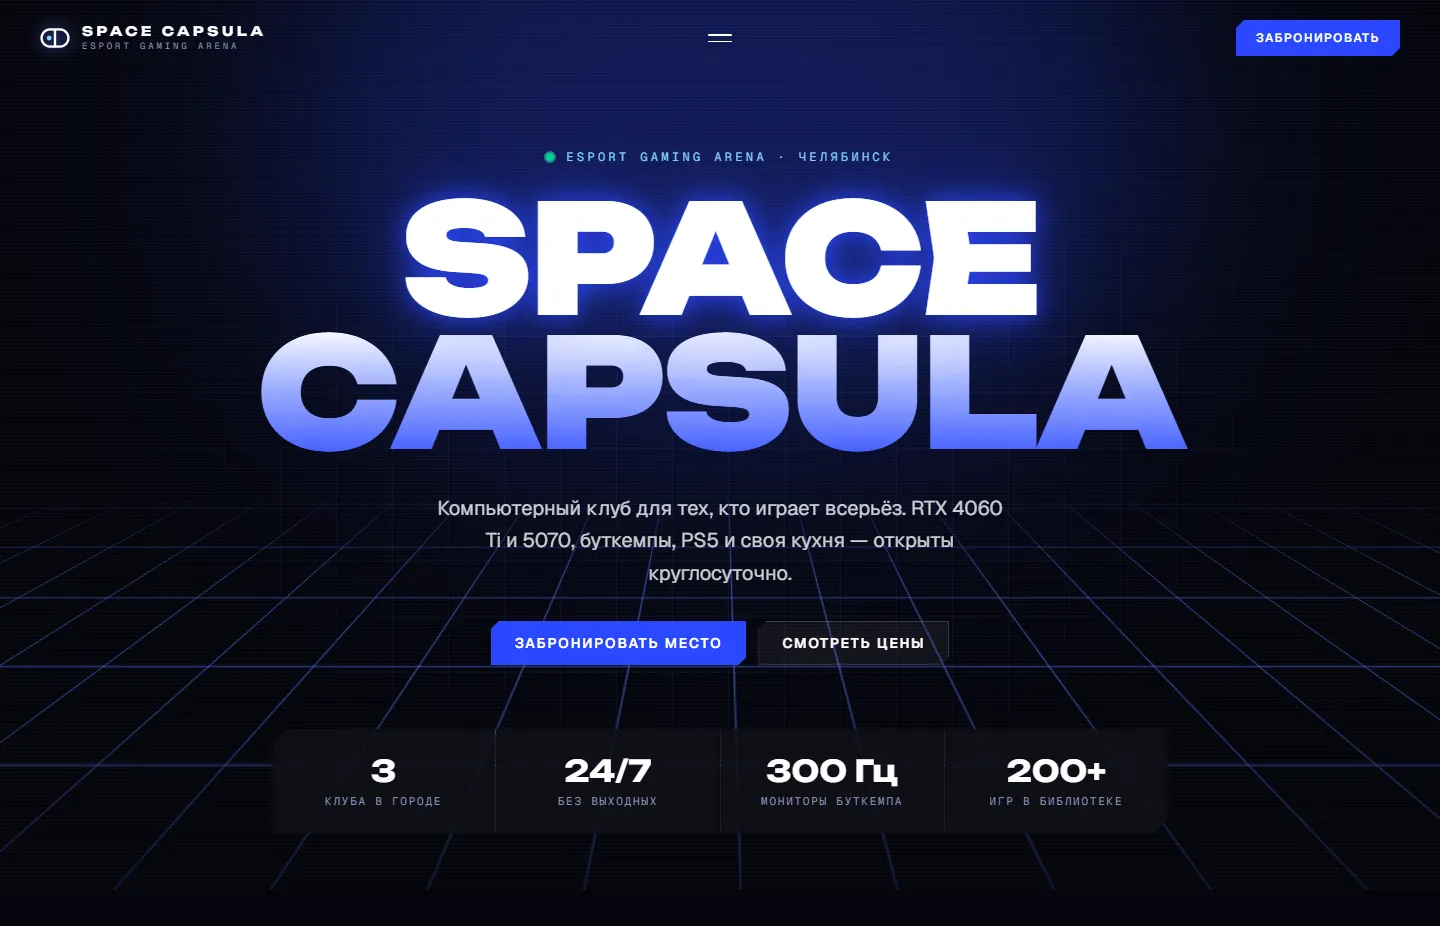 SPACE CAPSULA
ESPORT GAMING ARENA
ЗАБРОНИРОВАТЬ
ESPORT GAMING ARENA · ЧЕЛЯБИНСК
SPACE
CAPSULA
Компьютерный клуб для тех, кто играет всерьёз. RTX 4060
Ti и 5070, буткемпы, PS5 и своя кухня — открыты
круглосуточно.
ЗАБРОНИРОВАТЬ МЕСТО
СМОТРЕТЬ ЦЕНЫ
3
КЛУБА В ГОРОДЕ
24/7
БЕЗ ВЫХОДНЫХ
300 Гц
МОНИТОРЫ БУТКЕМПА
200+
ИГР В БИБЛИОТЕКЕ